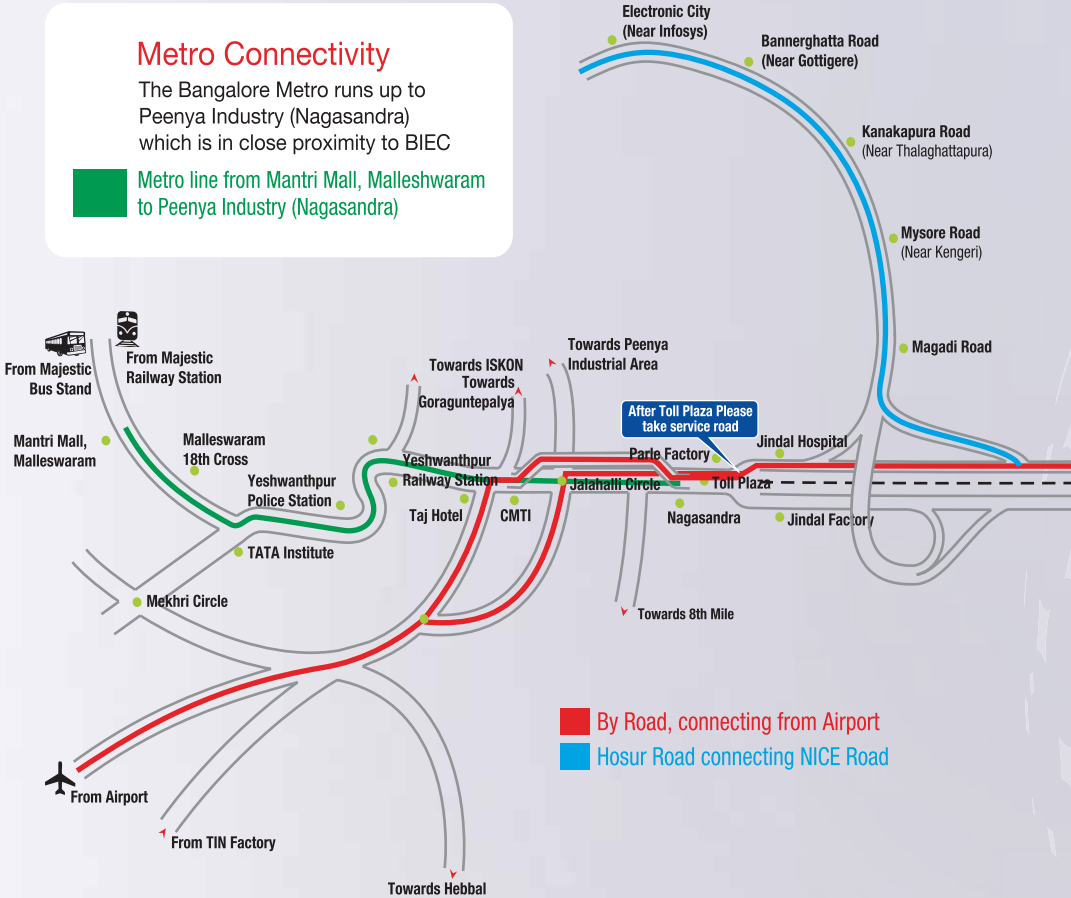 Metro Connectivity
The Bangalore Metro runs up to
Peenya Industry (Nagasandra)
which is in close proximity to BIEC
Metro line from Mantri Mall, Malleshwaram
to Peenya Industry (Nagasandra)
Electronic City
(Near Infosys)
Bannerghatta Road
(Near Gottigere)
Kanakapura Road
(Near Thalaghattapura)
Mysore Road
(Near Kengeri)
Magadi Road
From Majestic
Bus Stand
From Majestic
Railway Station
Towards ISKON
Towards
Goraguntepalya
Towards Peenya
Industrial Area
After Toll Plaza Please
take service road
Mantri Mall,
Malleswaram
Malleswaram
18th Cross
Yeshwanthpur
Police Station
Yeshwanthpur
Railway Station
Parle Factory
Jindal Hospital
Jalahalli Circle
Toll Plaza
Taj Hotel
CMTI
Nagasandra
Jindal Factory
TATA Institute
Mekhri Circle
Towards 8th Mile
By Road, connecting from Airport
Hosur Road connecting NICE Road
From Airport
From TIN Factory
Towards Hebbal